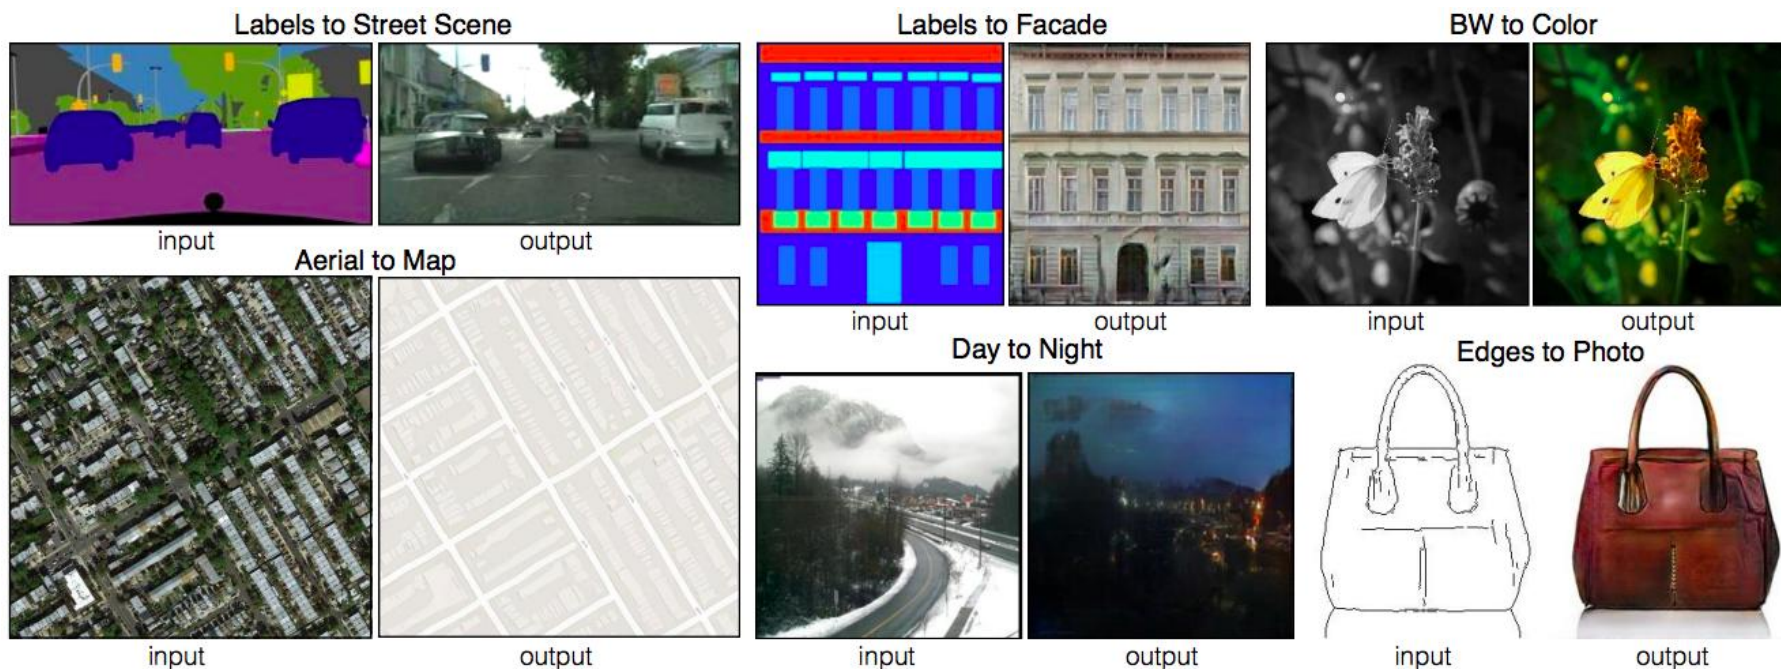 Labels to Street Scene
input
output
Aerial to Map
input
output
Labels to Facade
input
output
BW to Color
input
output
Day to Night
input
output
Edges to Photo
input
output